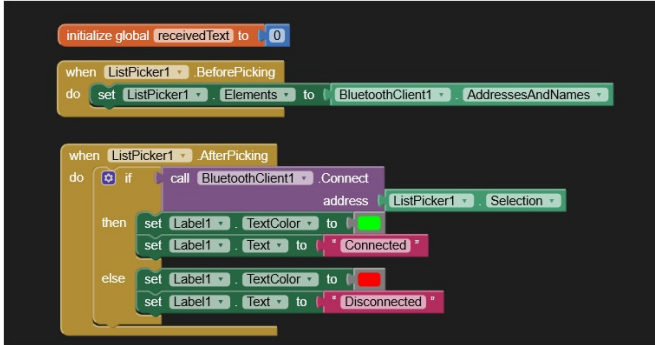 initialize global receivedText to 0
when ListPicker1 .BeforePicking
do set ListPicker1 . Elements to BluetoothClient1 . AddressesAndNames
when ListPicker1 .AfterPicking
do if call BluetoothClient1 .Connect
address ListPicker1 . Selection
then set Label1 . TextColor to
set Label1 . Text to " Connected "
else set Label1 . TextColor to
set Label1 . Text to " Disconnected "